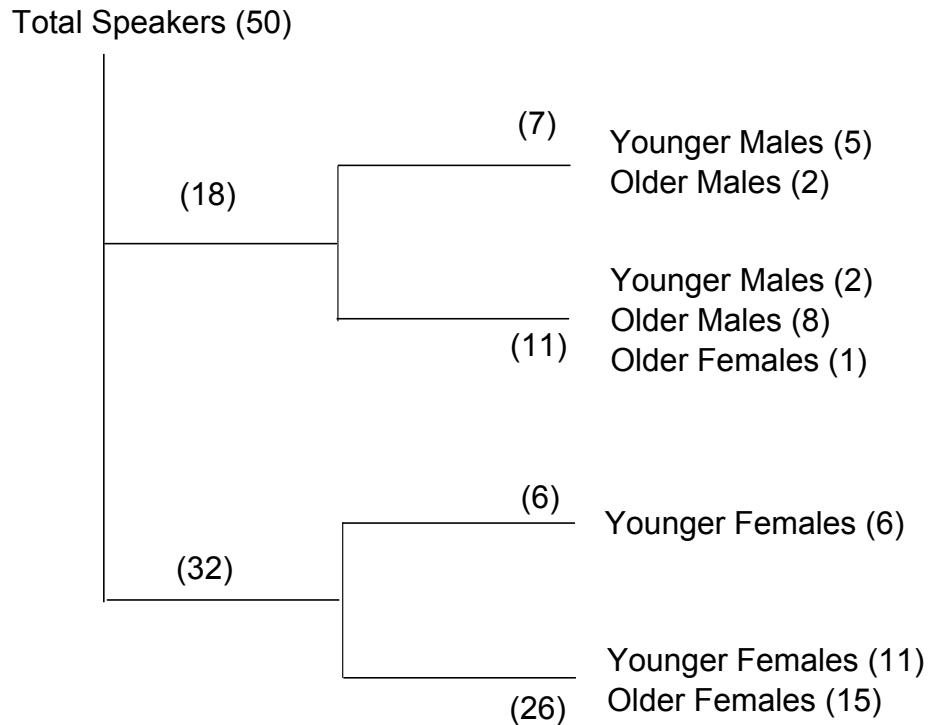 Total Speakers (50)
(7)
Younger Males (5)
Older Males (2)
(18)
Younger Males (2)
Older Males (8)
(11)
Older Females (1)
(6)
Younger Females (6)
(32)
Younger Females (11)
Older Females (15)
(26)